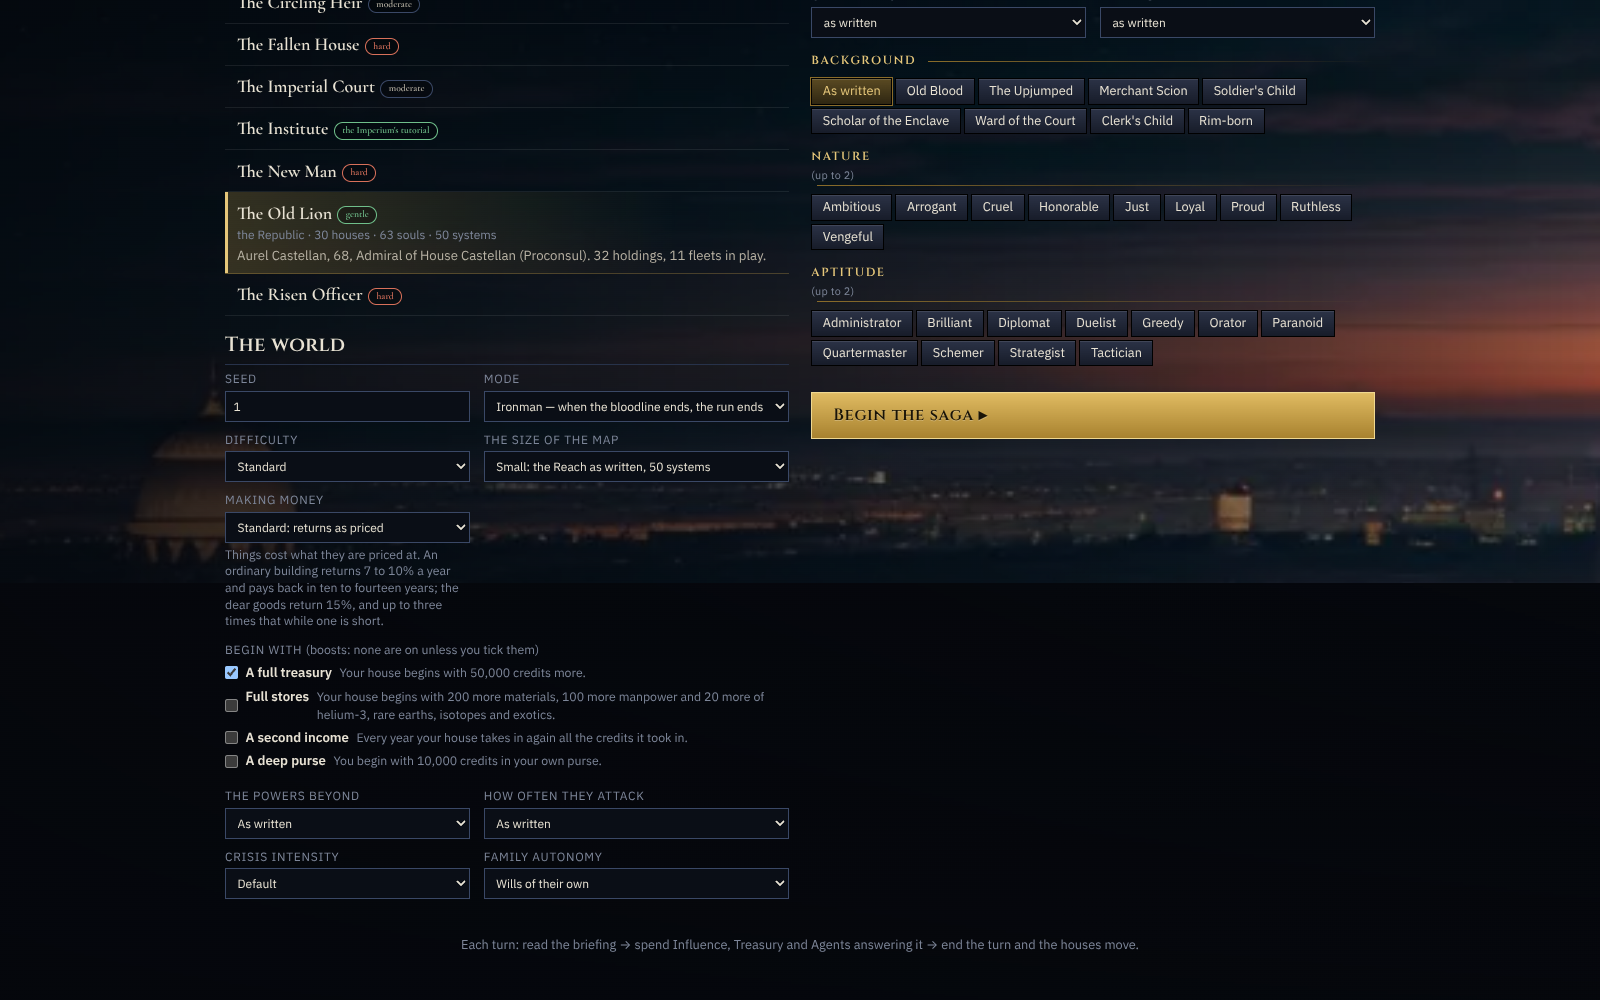 The Circling Heir moderate
The Fallen House hard
The Imperial Court moderate
The Institute the Imperium's tutorial
The New Man hard
The Old Lion gentle
the Republic · 30 houses · 63 souls · 50 systems
Aurel Castellan, 68, Admiral of House Castellan (Proconsul). 32 holdings, 11 fleets in play.
The Risen Officer hard
The world
SEED
1
MODE
Ironman — when the bloodline ends, the run ends
DIFFICULTY
Standard
THE SIZE OF THE MAP
Small: the Reach as written, 50 systems
MAKING MONEY
Standard: returns as priced
Things cost what they are priced at. An
ordinary building returns 7 to 10% a year
and pays back in ten to fourteen years; the
dear goods return 15%, and up to three
times that while one is short.
BEGIN WITH (boosts: none are on unless you tick them)
A full treasury Your house begins with 50,000 credits more.
Full stores Your house begins with 200 more materials, 100 more manpower and 20 more of
helium-3, rare earths, isotopes and exotics.
A second income Every year your house takes in again all the credits it took in.
A deep purse You begin with 10,000 credits in your own purse.
THE POWERS BEYOND
As written
HOW OFTEN THEY ATTACK
As written
CRISIS INTENSITY
Default
FAMILY AUTONOMY
Wills of their own
as written
as written
BACKGROUND
As written Old Blood The Upjumped Merchant Scion Soldier's Child
Scholar of the Enclave Ward of the Court Clerk's Child Rim-born
NATURE
(up to 2)
Ambitious Arrogant Cruel Honorable Just Loyal Proud Ruthless
Vengeful
APTITUDE
(up to 2)
Administrator Brilliant Diplomat Duelist Greedy Orator Paranoid
Quartermaster Schemer Strategist Tactician
Begin the saga ▸
Each turn: read the briefing → spend Influence, Treasury and Agents answering it → end the turn and the houses move.